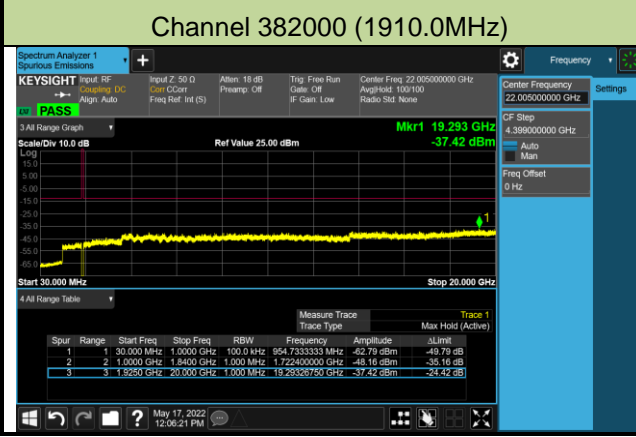 Channel 382000 (1910.0MHz)
Spectrum Analyzer 1
Spurious Emissions
Frequency
KEYSIGHT
Input: RF
Coupling: DC
Align: Auto
Input Z: 50 Ω
Corr CCorr
Freq Ref: Int (S)
Atten: 18 dB
Preamp: Off
Trig: Free Run
Gate: Off
IF Gain: Low
Center Freq: 22.005000000 GHz
Avg|Hold: 100/100
Radio Std: None
PASS
Center Frequency
22.005000000 GHz
Settings
CF Step
4.399000000 GHz
Auto
Man
Freq Offset
0 Hz
3 All Range Graph
Mkr1 19.293 GHz
Scale/Div 10.0 dB
Ref Value 25.00 dBm
-37.42 dBm
Log
15.0
5.00
-5.00
-15.0
-25.0
-35.0
-45.0
-55.0
-65.0
1
Start 30.000 MHz
Stop 20.000 GHz
4 All Range Table
Measure Trace Trace 1
Trace Type Max Hold (Active)
Spur Range Start Freq Stop Freq RBW Frequency Amplitude ΔLimit
1 1 30.000 MHz 1.0000 GHz 100.0 kHz 954.7333333 MHz -62.79 dBm -49.79 dB
2 2 1.0000 GHz 1.8400 GHz 1.000 MHz 1.722400000 GHz -48.16 dBm -35.16 dB
3 3 1.9250 GHz 20.000 GHz 1.000 MHz 19.29326750 GHz -37.42 dBm -24.42 dB
?
May 17, 2022
12:06:21 PM